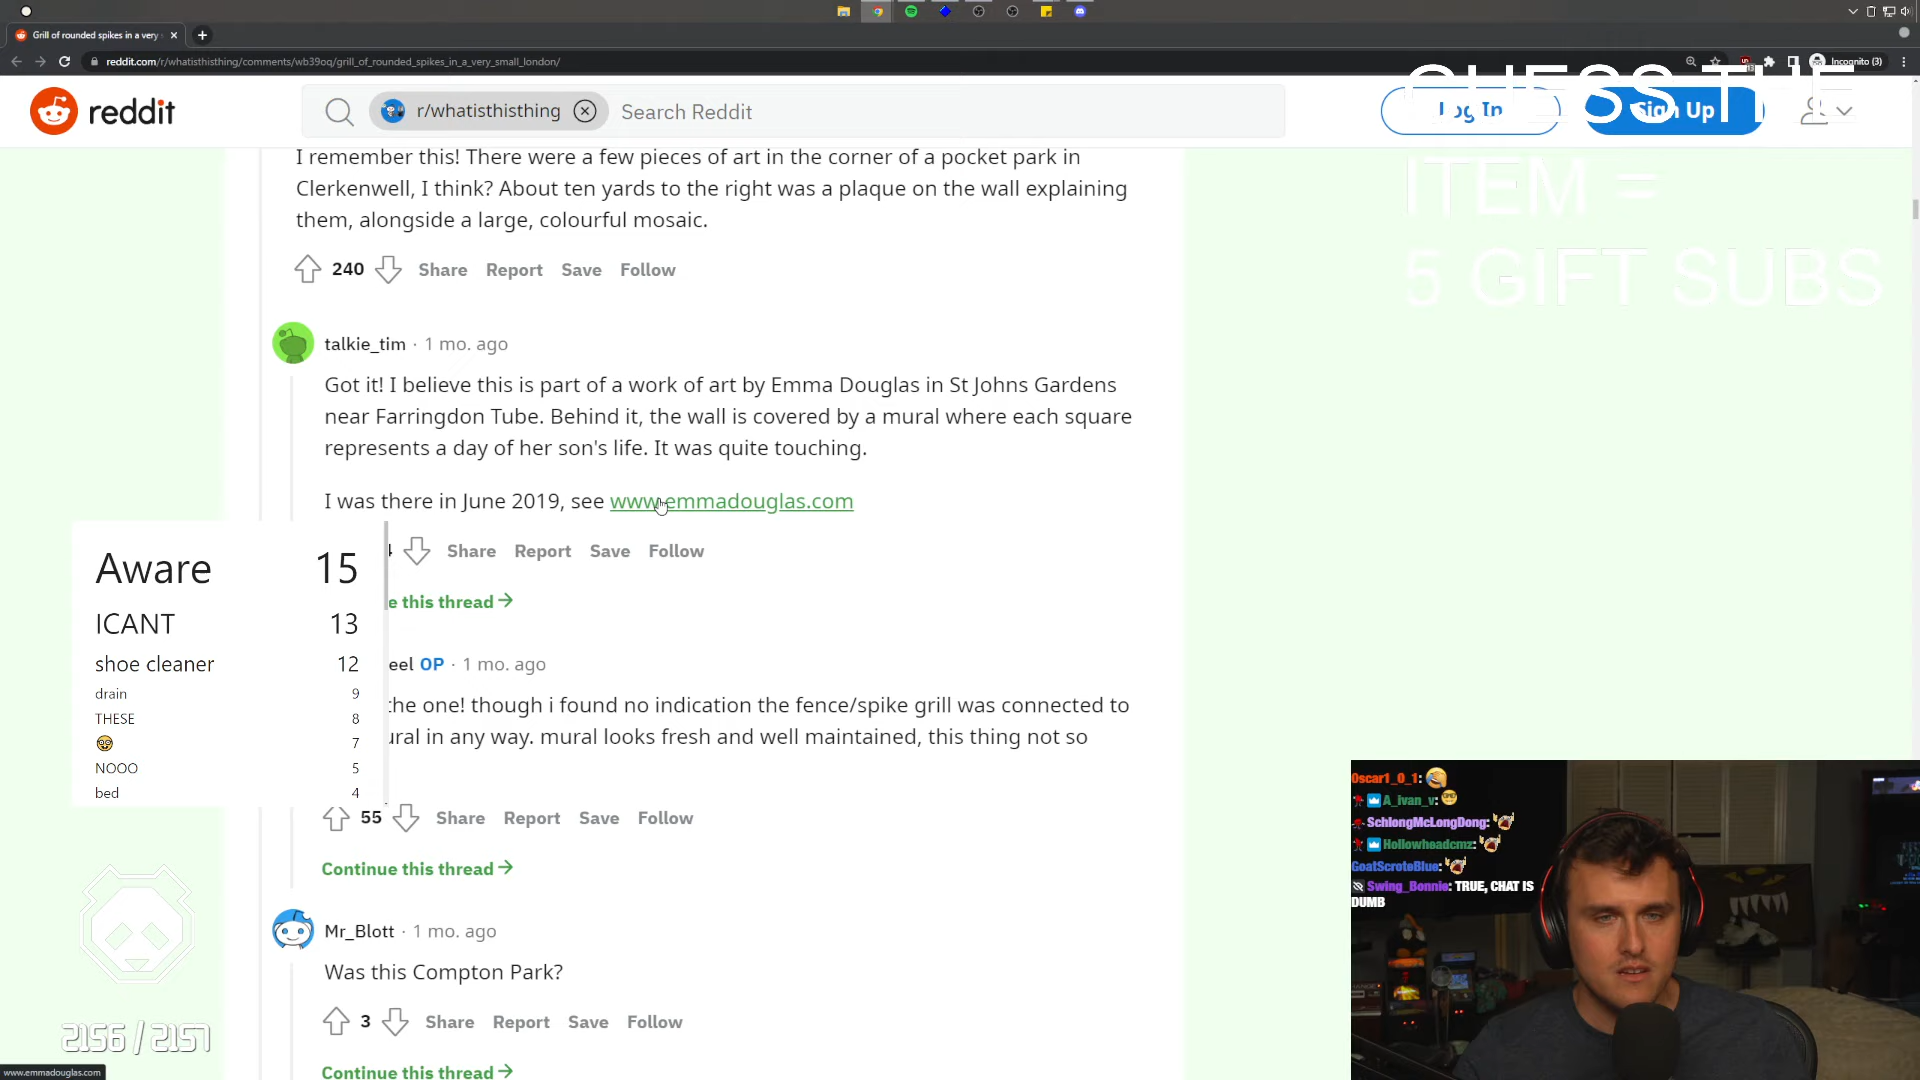 Grill of rounded spikes in a very
reddit.com/r/whatisthisthing/comments/wb39oq/grill_of_rounded_spikes_in_a_very_small_london/
Incognito (3)
reddit
r/whatisthisthing
Search Reddit
Log In
Sign Up
GUESS THE
ITEM =
5 GIFT SUBS
I remember this! There were a few pieces of art in the corner of a pocket park in
Clerkenwell, I think? About ten yards to the right was a plaque on the wall explaining
them, alongside a large, colourful mosaic.
240 Share Report Save Follow
talkie_tim · 1 mo. ago
Got it! I believe this is part of a work of art by Emma Douglas in St Johns Gardens
near Farringdon Tube. Behind it, the wall is covered by a mural where each square
represents a day of her son's life. It was quite touching.
I was there in June 2019, see www.emmadouglas.com
4 Share Report Save Follow
e this thread
eel OP · 1 mo. ago
the one! though i found no indication the fence/spike grill was connected to
ural in any way. mural looks fresh and well maintained, this thing not so
55 Share Report Save Follow
Continue this thread
Mr_Blott · 1 mo. ago
Was this Compton Park?
3 Share Report Save Follow
Continue this thread
Aware 15
ICANT 13
shoe cleaner 12
drain 9
THESE 8
7
NOOO 5
bed 4
2156 / 2157
www.emmadouglas.com
Oscar1_0_1:
A_ivan_v:
SchlongMcLongDong:
Hollowheadcmz:
GoatScroteBlue:
Swing_Bonnie: TRUE, CHAT IS
DUMB